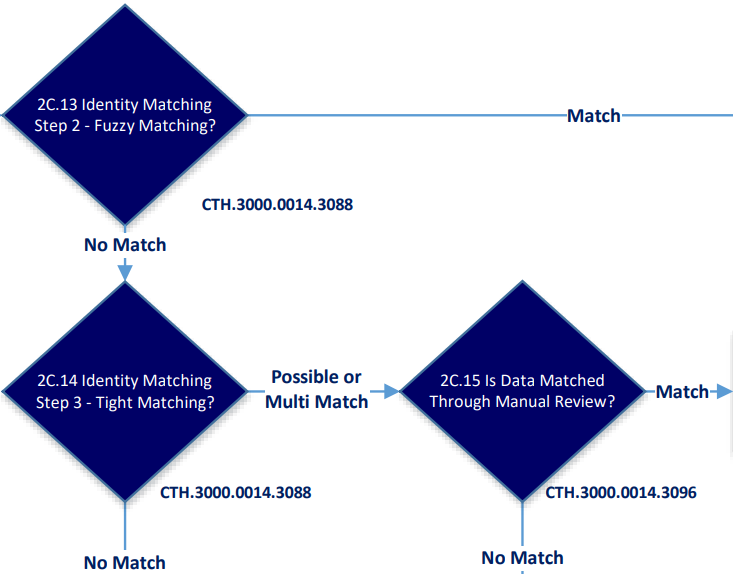 2C.13 Identity Matching
Step 2 - Fuzzy Matching?
Match
CTH.3000.0014.3088
No Match
2C.14 Identity Matching
Step 3 - Tight Matching?
Possible or
Multi Match
2C.15 Is Data Matched
Through Manual Review?
Match
CTH.3000.0014.3088
CTH.3000.0014.3096
No Match
No Match